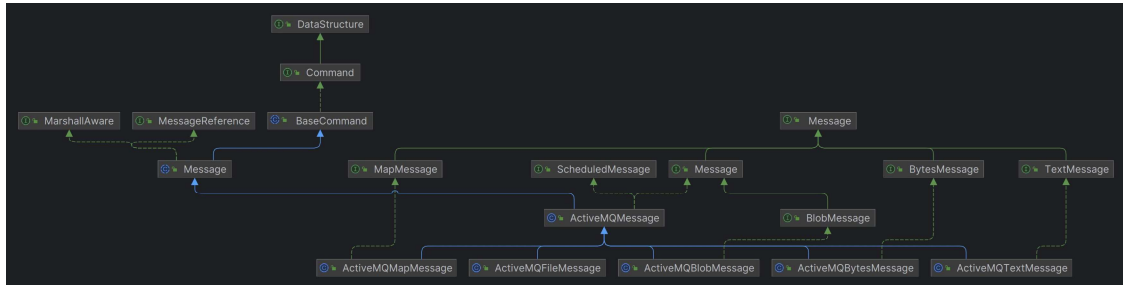 DataStructure
Command
MarshallAware
MessageReference
BaseCommand
Message
Message
MapMessage
ScheduledMessage
Message
BytesMessage
TextMessage
ActiveMQMessage
BlobMessage
ActiveMQMapMessage
ActiveMQFileMessage
ActiveMQBlobMessage
ActiveMQBytesMessage
ActiveMQTextMessage